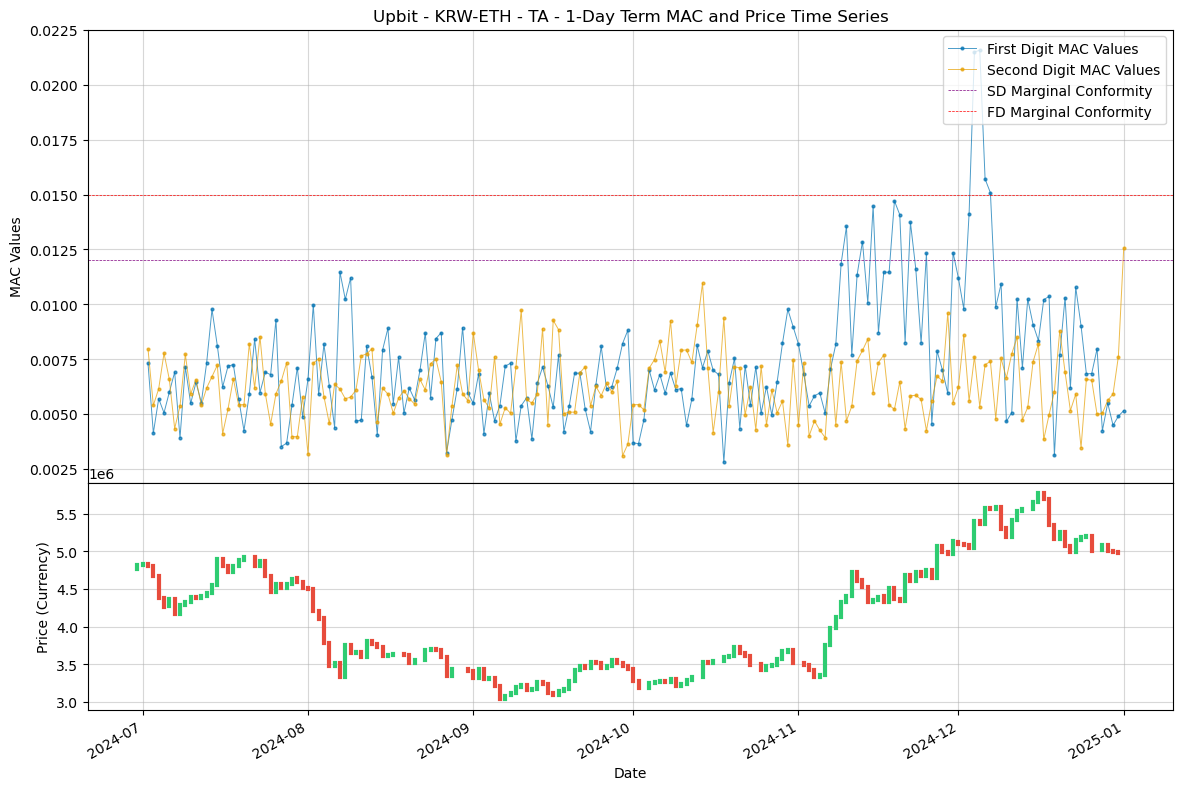 Upbit - KRW-ETH - TA - 1-Day Term MAC and Price Time Series
First Digit MAC Values
Second Digit MAC Values
SD Marginal Conformity
FD Marginal Conformity
MAC Values
0.0225
0.0200
0.0175
0.0150
0.0125
0.0100
0.0075
0.0050
0.0025
1e6
Price (Currency)
5.5
5.0
4.5
4.0
3.5
3.0
2024-07
2024-08
2024-09
2024-10
2024-11
2024-12
2025-01
Date